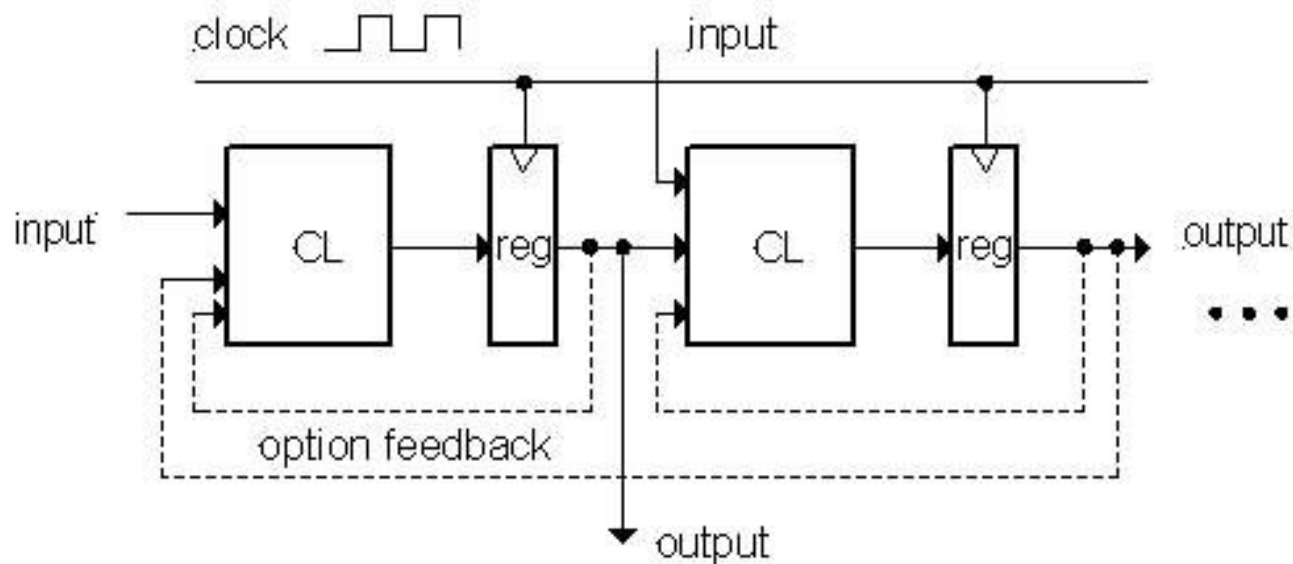 clock
input
input
CL
reg
CL
reg
output
option feedback
output